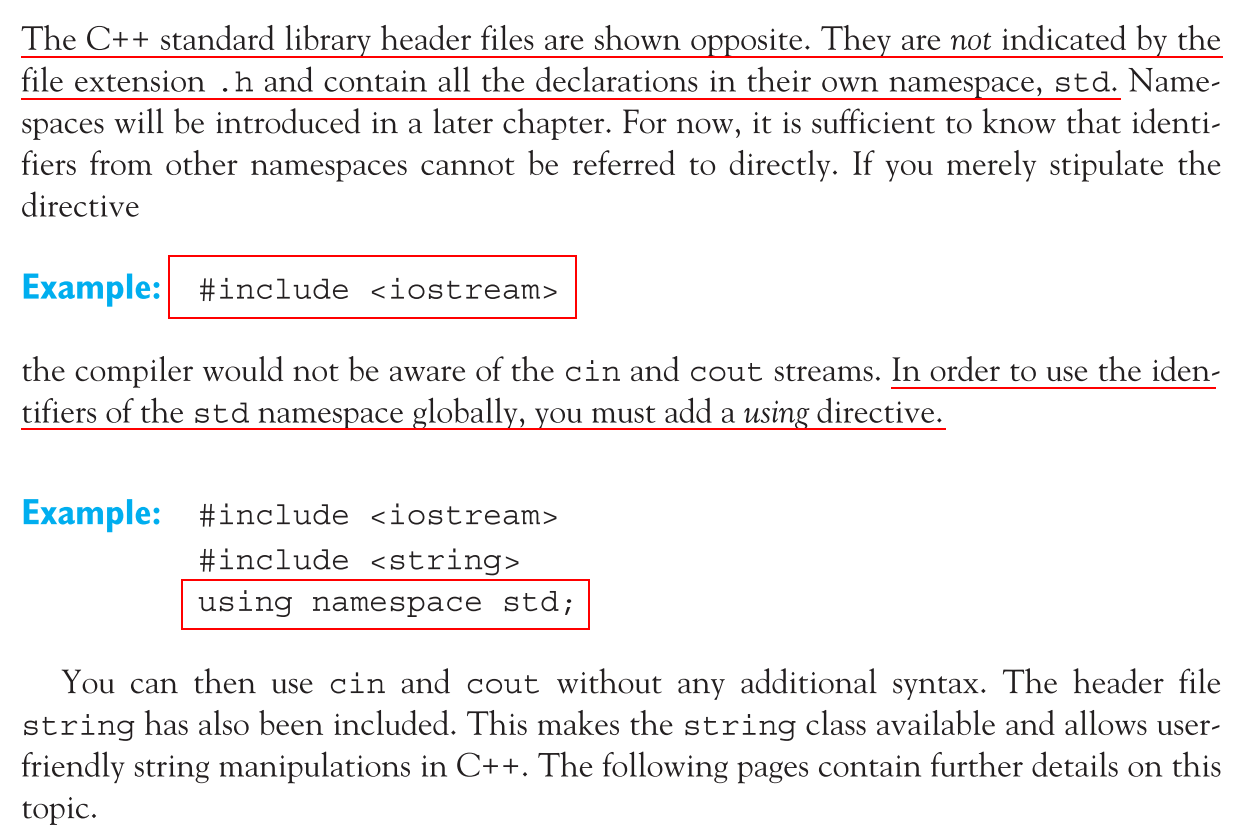 The C++ standard library header files are shown opposite. They are not indicated by the
file extension .h and contain all the declarations in their own namespace, std. Name-
spaces will be introduced in a later chapter. For now, it is sufficient to know that identi-
fiers from other namespaces cannot be referred to directly. If you merely stipulate the
directive
Example: #include <iostream>
the compiler would not be aware of the cin and cout streams. In order to use the iden-
tifiers of the std namespace globally, you must add a using directive.
Example: #include <iostream>
#include <string>
using namespace std;
You can then use cin and cout without any additional syntax. The header file
string has also been included. This makes the string class available and allows user-
friendly string manipulations in C++. The following pages contain further details on this
topic.